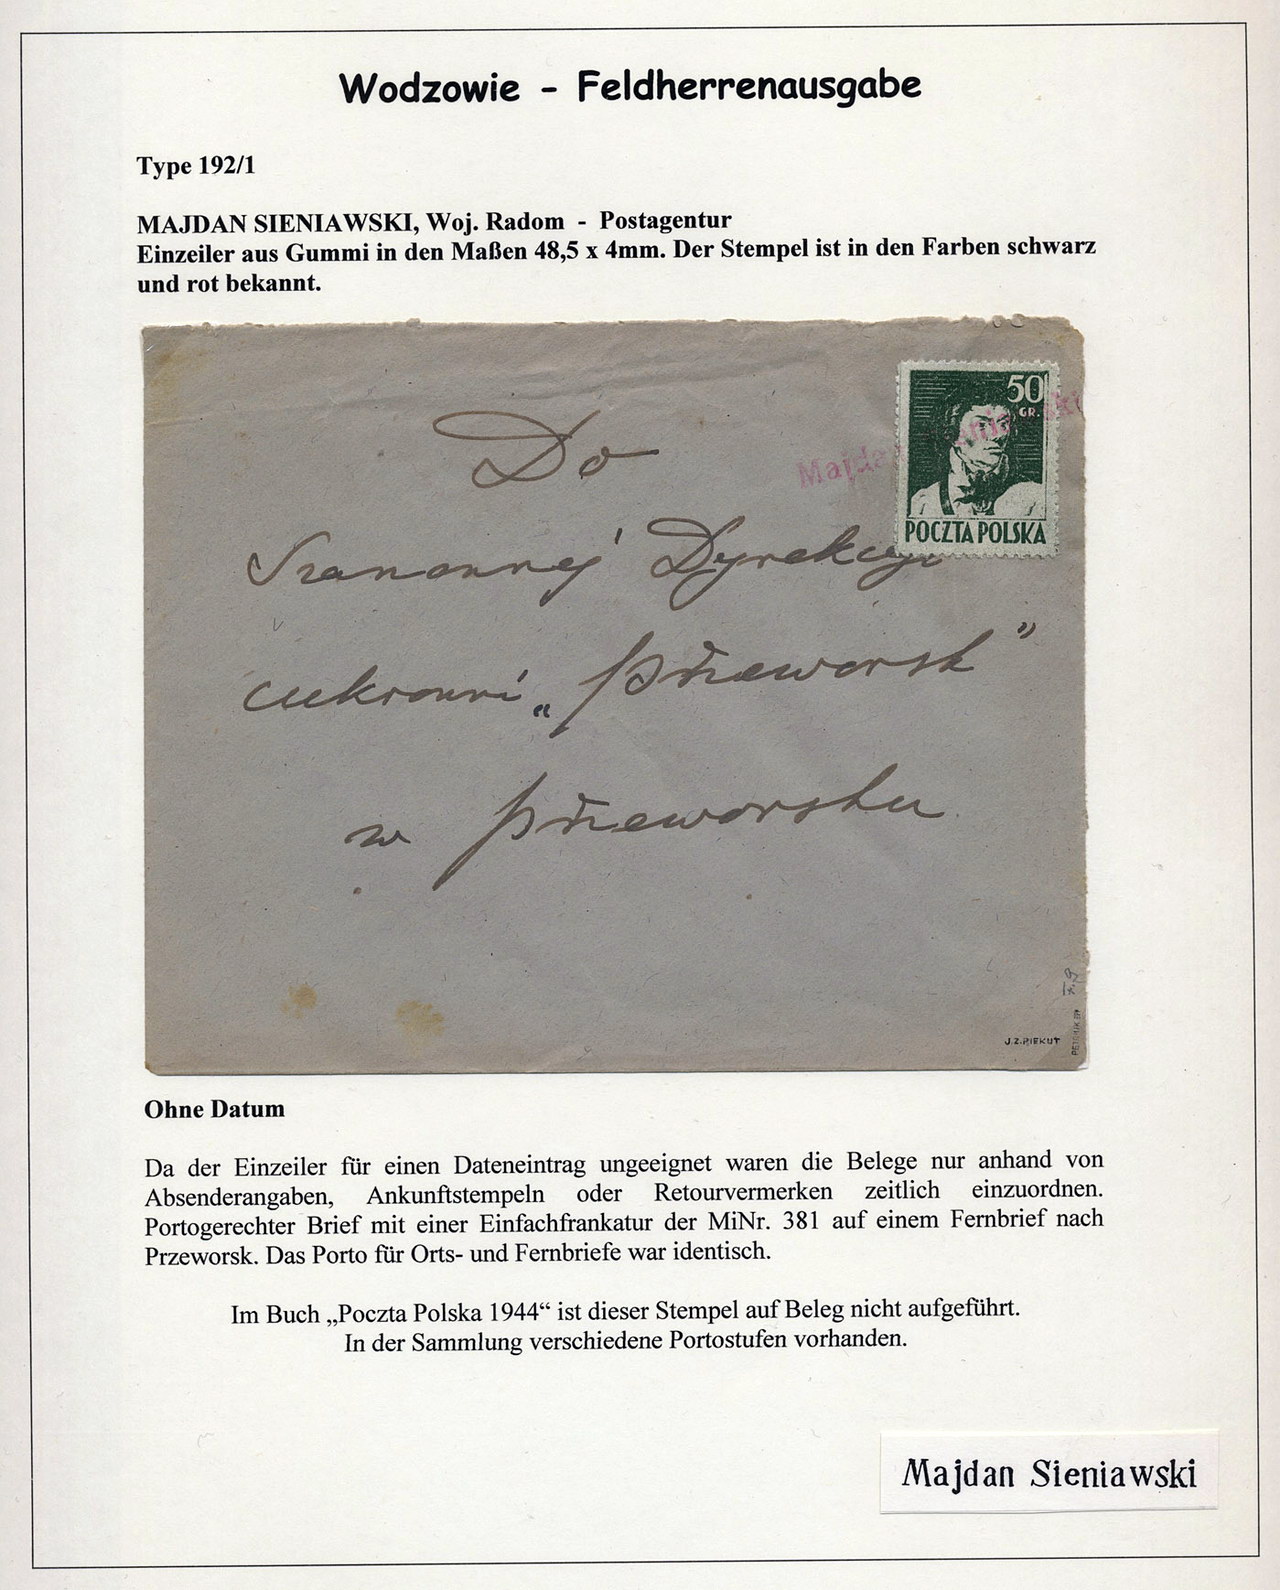 Wodzowie - Feldherrenausgabe
Type 192/1
MAJDAN SIENIAWSKI, Woj. Radom - Postagentur
Einzeiler aus Gummi in den Maßen 48,5 x 4mm. Der Stempel ist in den Farben schwarz
und rot bekannt.
50
GR.
Majdan Sieniawski
POCZTA POLSKA
Do
Szanownej Dyrekcyi
cukrowni „Przeworsk”
w Przeworsku
J.Z.PIEKUT
Ohne Datum
Da der Einzeiler für einen Dateneintrag ungeeignet waren die Belege nur anhand von
Absenderangaben, Ankunftstempeln oder Retourvermerken zeitlich einzuordnen.
Portogerechter Brief mit einer Einfachfrankatur der MiNr. 381 auf einem Fernbrief nach
Przeworsk. Das Porto für Orts- und Fernbriefe war identisch.
Im Buch „Poczta Polska 1944“ ist dieser Stempel auf Beleg nicht aufgeführt.
In der Sammlung verschiedene Portostufen vorhanden.
Majdan Sieniawski